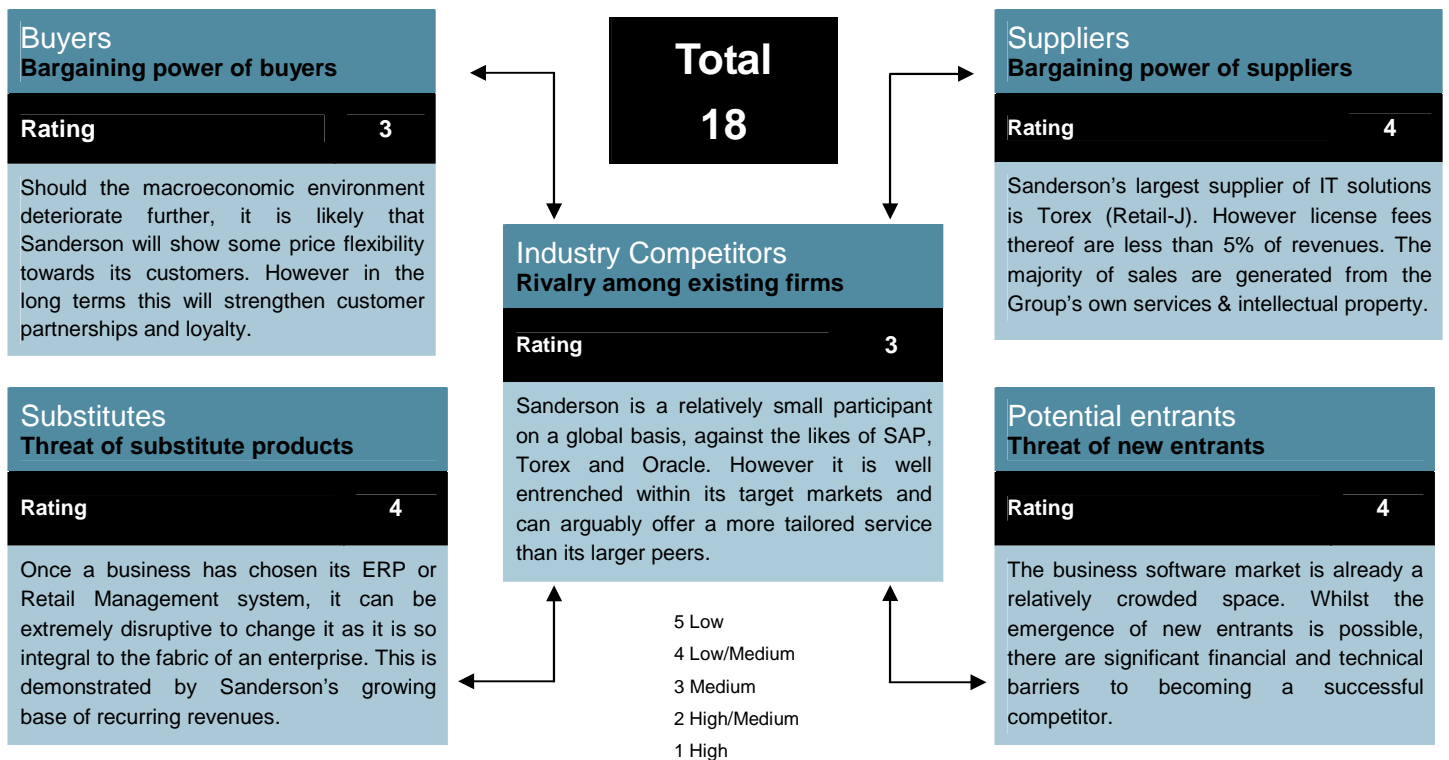 Buyers
Bargaining power of buyers
Rating 3
Should the macroeconomic environment
deteriorate further, it is likely that
Sanderson will show some price flexibility
towards its customers. However in the
long terms this will strengthen customer
partnerships and loyalty.
Total
18
Suppliers
Bargaining power of suppliers
Rating 4
Sanderson's largest supplier of IT solutions
is Torex (Retail-J). However license fees
thereof are less than 5% of revenues. The
majority of sales are generated from the
Group's own services & intellectual property.
Industry Competitors
Rivalry among existing firms
Rating 3
Sanderson is a relatively small participant
on a global basis, against the likes of SAP,
Torex and Oracle. However it is well
entrenched within its target markets and
can arguably offer a more tailored service
than its larger peers.
Substitutes
Threat of substitute products
Rating 4
Once a business has chosen its ERP or
Retail Management system, it can be
extremely disruptive to change it as it is so
integral to the fabric of an enterprise. This is
demonstrated by Sanderson's growing
base of recurring revenues.
Potential entrants
Threat of new entrants
Rating 4
The business software market is already a
relatively crowded space. Whilst the
emergence of new entrants is possible,
there are significant financial and technical
barriers to becoming a successful
competitor.
5 Low
4 Low/Medium
3 Medium
2 High/Medium
1 High